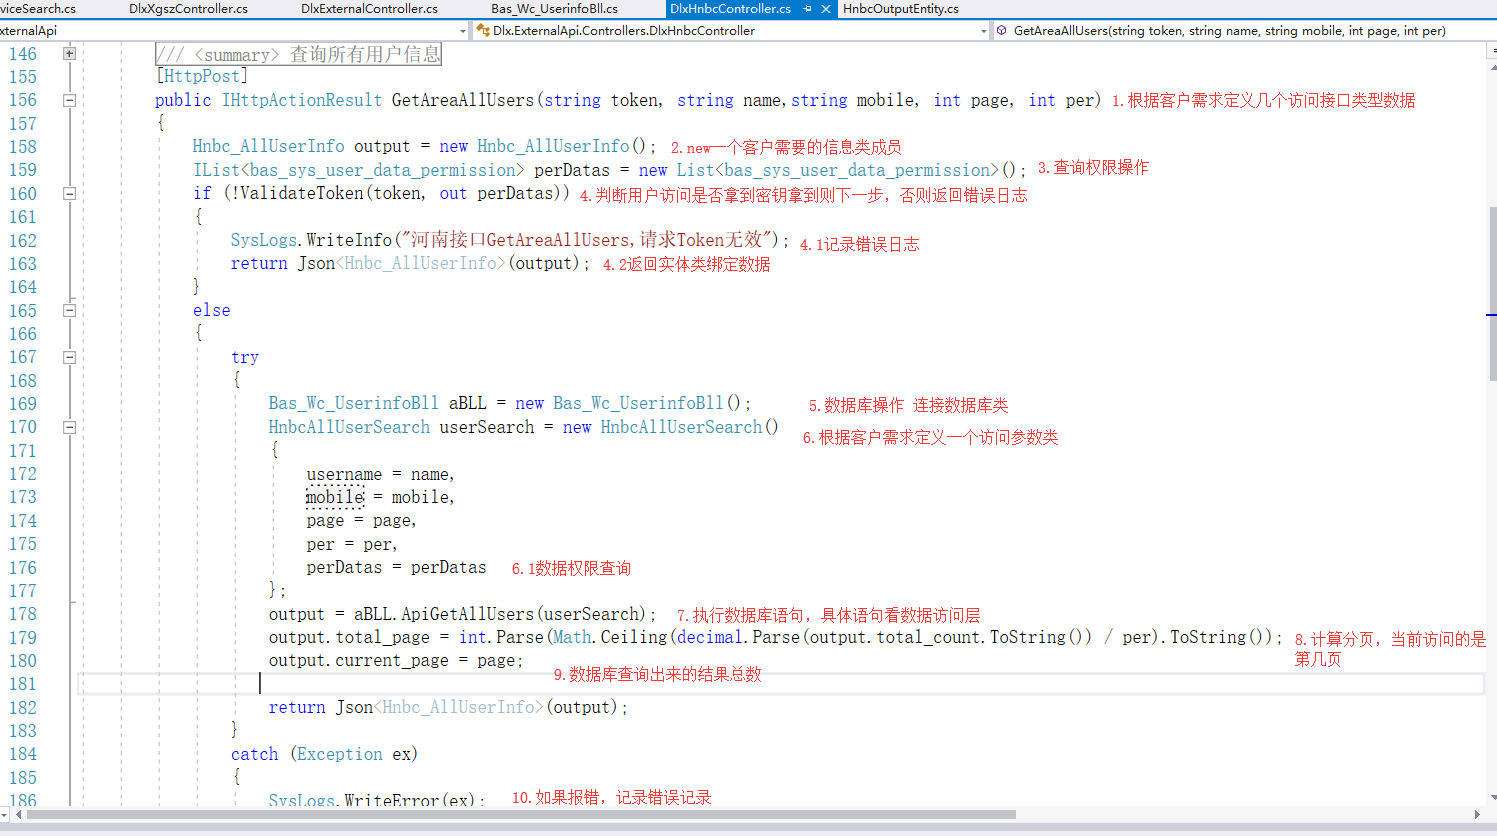 viceSearch.cs DlxXgszController.cs DlxExternalController.cs Bas_Wc_UserinfoBll.cs DlxHnbcController.cs HnbcOutputEntity.cs
xternalApi Dlx.ExternalApi.Controllers.DlxHnbcController GetAreaAllUsers(string token, string name, string mobile, int page, int per)
146 /// <summary> 查询所有用户信息
155 [HttpPost]
156 public IHttpActionResult GetAreaAllUsers(string token, string name,string mobile, int page, int per) 1.根据客户需求定义几个访问接口类型数据
157 {
158 Hnbc_AllUserInfo output = new Hnbc_AllUserInfo(); 2.new一个客户需要的信息类成员
159 IList<bas_sys_user_data_permission> perDatas = new List<bas_sys_user_data_permission>(); 3.查询权限操作
160 if (!ValidateToken(token, out perDatas)) 4.判断用户访问是否拿到密钥拿到则下一步，否则返回错误日志
161 {
162 SysLogs.WriteInfo("河南接口GetAreaAllUsers,请求Token无效"); 4.1记录错误日志
163 return Json<Hnbc_AllUserInfo>(output); 4.2返回实体类绑定数据
164 }
165 else
166 {
167 try
168 {
169 Bas_Wc_UserinfoBll aBLL = new Bas_Wc_UserinfoBll(); 5.数据库操作 连接数据库类
170 HnbcAllUserSearch userSearch = new HnbcAllUserSearch() 6.根据客户需求定义一个访问参数类
171 {
172 username = name,
173 mobile = mobile,
174 page = page,
175 per = per,
176 perDatas = perDatas 6.1数据权限查询
177 };
178 output = aBLL.ApiGetAllUsers(userSearch); 7.执行数据库语句，具体语句看数据访问层
179 output.total_page = int.Parse(Math.Ceiling(decimal.Parse(output.total_count.ToString()) / per).ToString()); 8.计算分页，当前访问的是
第几页
180 output.current_page = page;
181 9.数据库查询出来的结果总数
182 return Json<Hnbc_AllUserInfo>(output);
183 }
184 catch (Exception ex)
185 {
186 SysLogs.WriteError(ex); 10.如果报错，记录错误记录